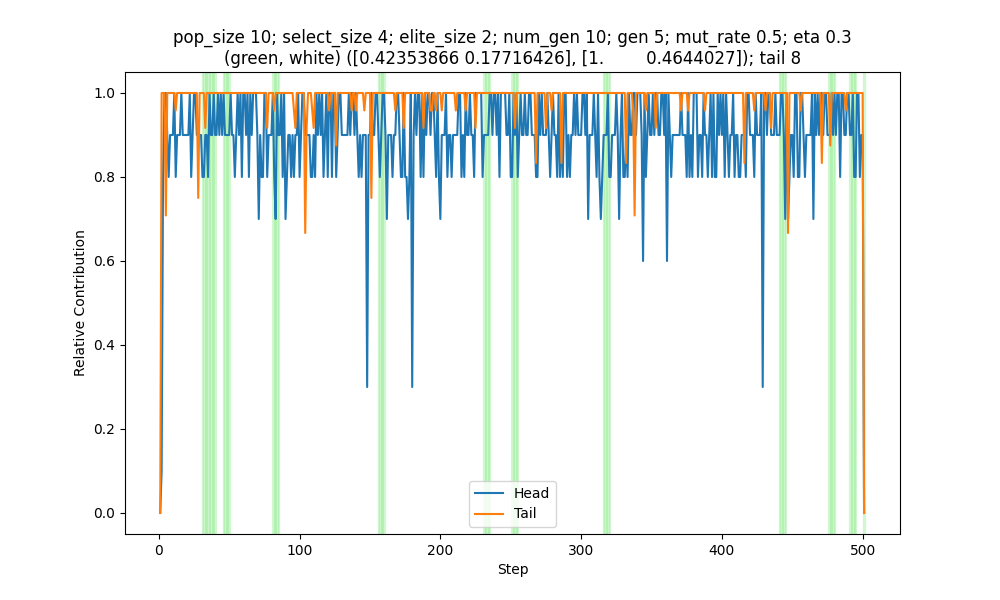 pop_size 10; select_size 4; elite_size 2; num_gen 10; gen 5; mut_rate 0.5; eta 0.3
(green, white) ([0.42353866 0.17716426], [1.         0.4644027]); tail 8
1.0
0.8
0.6
0.4
0.2
0.0
Relative Contribution
Head
Tail
0
100
200
300
400
500
Step